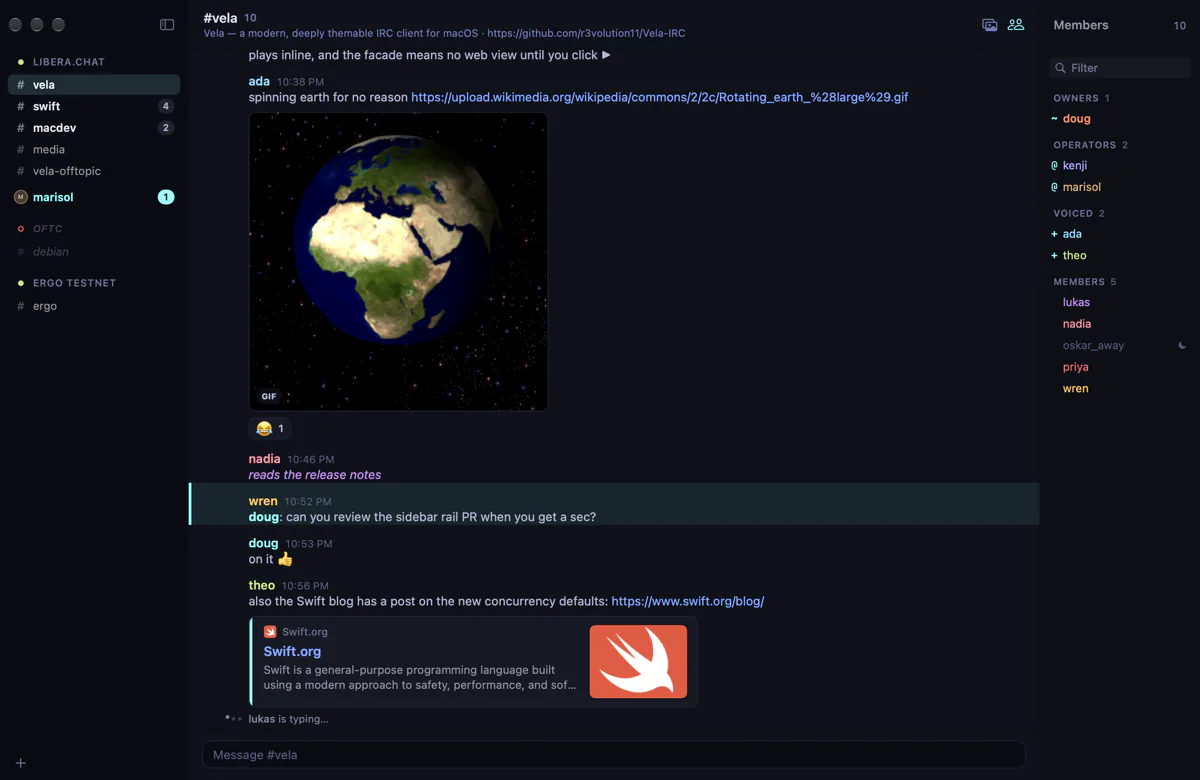 LIBERA.CHAT
# vela
# swift 4
# macdev 2
# media
# vela-offtopic
M marisol 1
OFTC
# debian
ERGO TESTNET
# ergo
+
#vela 10
Vela — a modern, deeply themable IRC client for macOS · https://github.com/r3volution11/Vela-IRC
plays inline, and the facade means no web view until you click ▶
ada 10:38 PM
spinning earth for no reason https://upload.wikimedia.org/wikipedia/commons/2/2c/Rotating_earth_%28large%29.gif
GIF
😂 1
nadia 10:46 PM
reads the release notes
wren 10:52 PM
doug: can you review the sidebar rail PR when you get a sec?
doug 10:53 PM
on it 👍
theo 10:56 PM
also the Swift blog has a post on the new concurrency defaults: https://www.swift.org/blog/
Swift.org
Swift.org
Swift is a general-purpose programming language built
using a modern approach to safety, performance, and sof...
lukas is typing...
Message #vela
Members 10
Filter
OWNERS 1
~ doug
OPERATORS 2
@ kenji
@ marisol
VOICED 2
+ ada
+ theo
MEMBERS 5
lukas
nadia
oskar_away
priya
wren